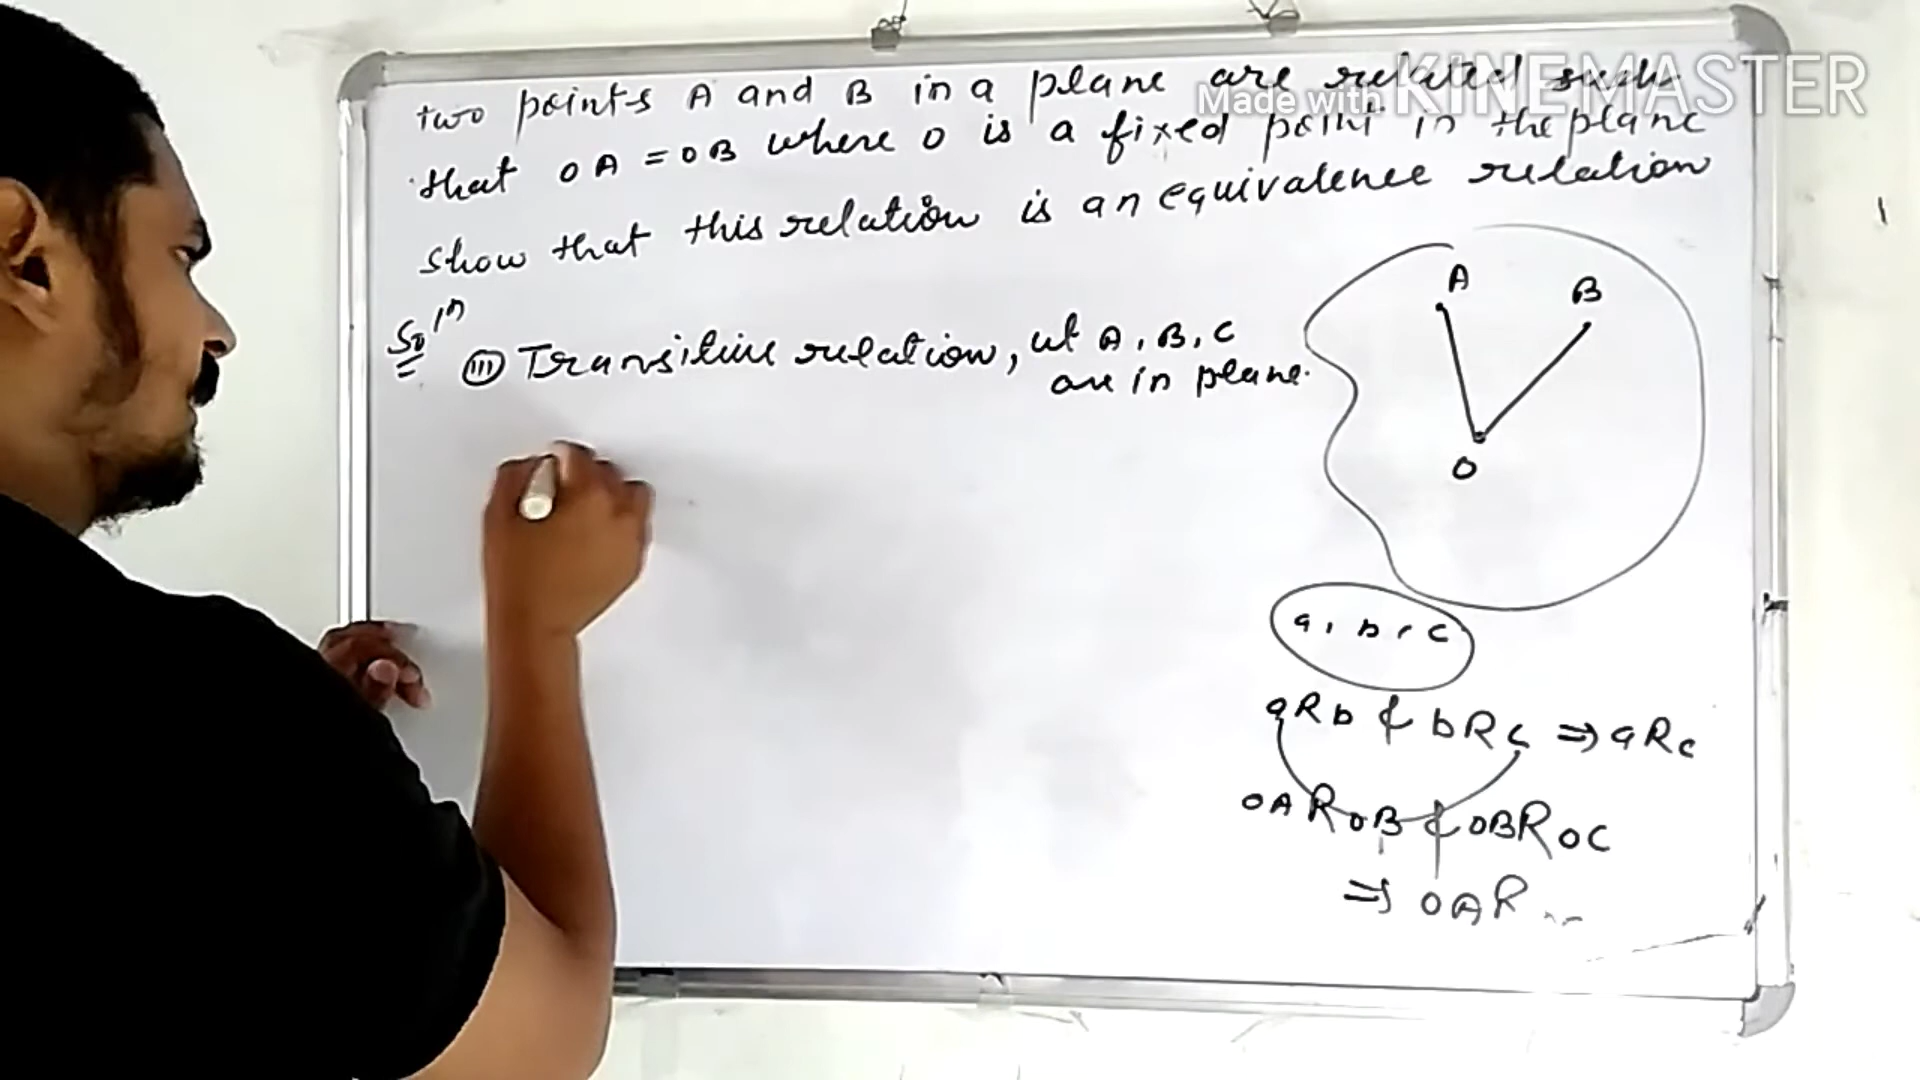 two points A and B in a plane are related such
Made with KINEMASTER
that OA = OB where O is a fixed point in the plane
show that this relation is an equivalence relation
Soln
(iii) Transitive relation, let A, B, C
are in plane.
A
B
O
a, b, c
aRb & bRc ⇒ aRc
OA R OB & OB R OC
⇒ OA R